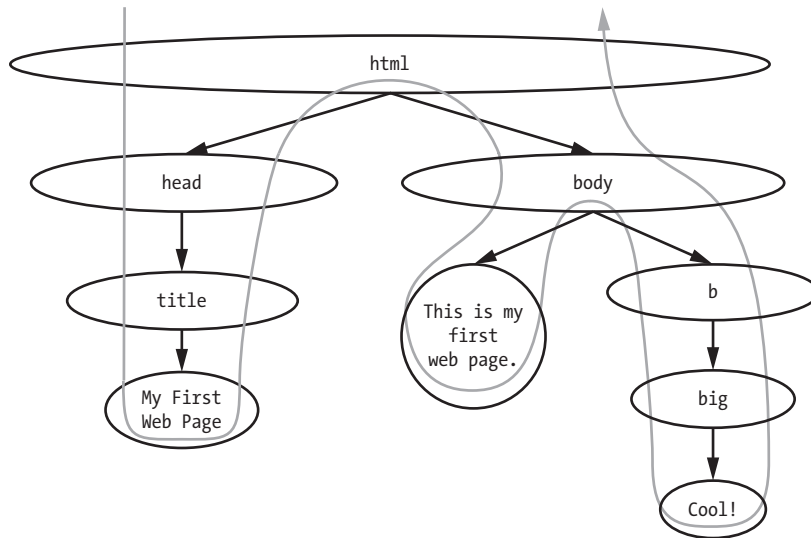 html
head
body
title
b
This is my
first
web page.
My First
Web Page
big
Cool!